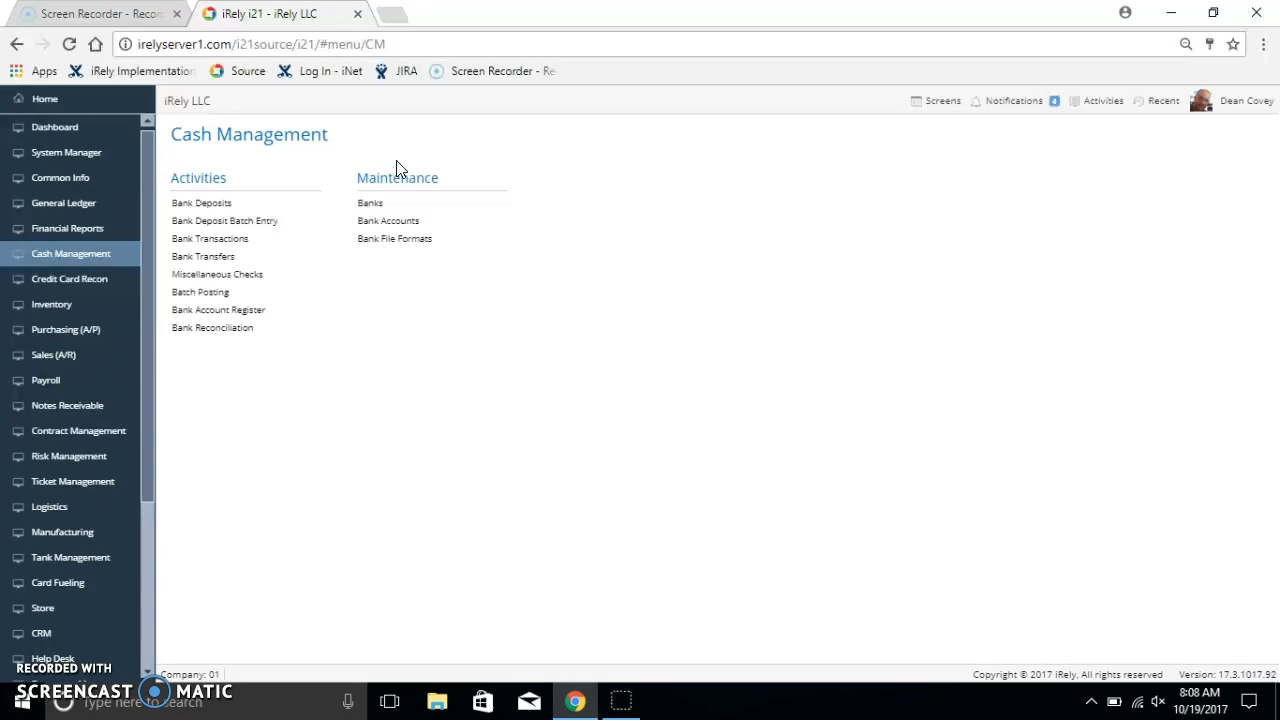 Screen Recorder - Recor
iRely i21 - iRely LLC
irelyserver1.com/i21source/i21/#menu/CM
Apps
iRely Implementation
Source
Log In - iNet
JIRA
Screen Recorder - Re
Home
iRely LLC
Screens
Notifications 4
Activities
Recent
Dean Covey
Dashboard
System Manager
Common Info
General Ledger
Financial Reports
Cash Management
Credit Card Recon
Inventory
Purchasing (A/P)
Sales (A/R)
Payroll
Notes Receivable
Contract Management
Risk Management
Ticket Management
Logistics
Manufacturing
Tank Management
Card Fueling
Store
CRM
Help Desk
Cash Management
Activities
Bank Deposits
Bank Deposit Batch Entry
Bank Transactions
Bank Transfers
Miscellaneous Checks
Batch Posting
Bank Account Register
Bank Reconciliation
Maintenance
Banks
Bank Accounts
Bank File Formats
Company: 01
Copyright © 2017 iRely. All rights reserved
Version: 17.3.1017.92
RECORDED WITH
SCREENCAST MATIC
Type here to search
8:08 AM
10/19/2017